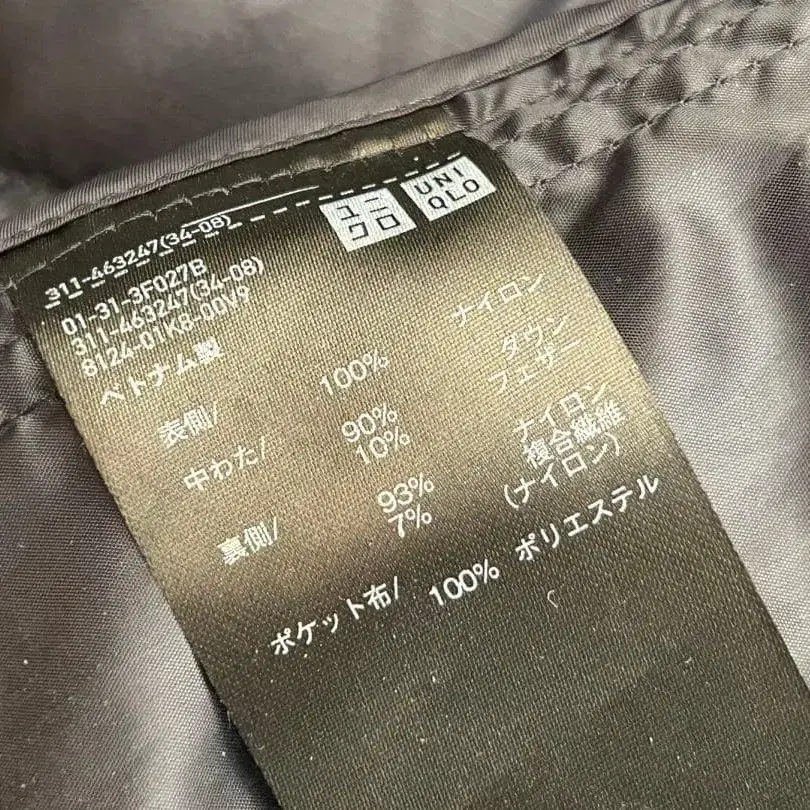 ユニ
クロ
UNI
QLO
311-463247(34-08)
01-31-3F027B
311-463247(34-08)
8124-01K8-00V9
ベトナム製
表側/ 100% ナイロン
中わた/ 90% ダウン
10% フェザー
裏側/ 93% ナイロン
7% 複合繊維
(ナイロン)
ポケット布/ 100% ポリエステル